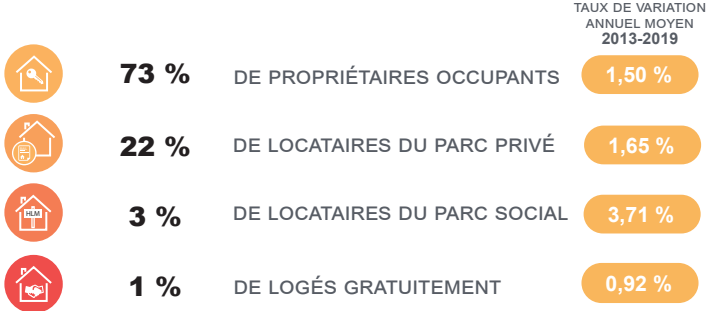 TAUX DE VARIATION
ANNUEL MOYEN
2013-2019
73 % DE PROPRIÉTAIRES OCCUPANTS 1,50 %
22 % DE LOCATAIRES DU PARC PRIVÉ 1,65 %
HLM 3 % DE LOCATAIRES DU PARC SOCIAL 3,71 %
1 % DE LOGÉS GRATUITEMENT 0,92 %